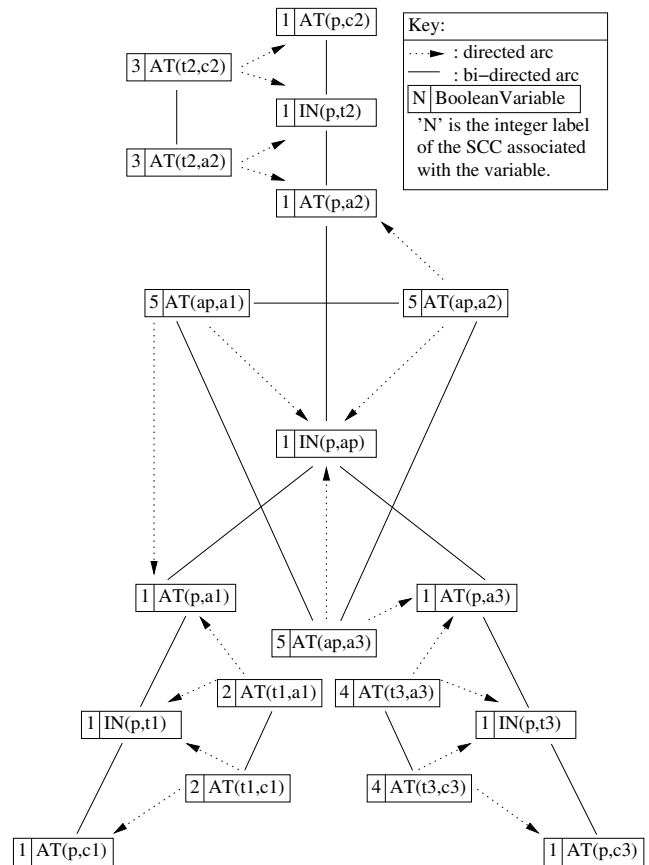 1 AT(p,c2)
Key:
: directed arc
: bi-directed arc
N BooleanVariable
'N' is the integer label
of the SCC associated
with the variable.
3 AT(t2,c2)
1 IN(p,t2)
3 AT(t2,a2)
1 AT(p,a2)
5 AT(ap,a1)
5 AT(ap,a2)
1 IN(p,ap)
1 AT(p,a1)
1 AT(p,a3)
5 AT(ap,a3)
2 AT(t1,a1)
4 AT(t3,a3)
1 IN(p,t1)
1 IN(p,t3)
2 AT(t1,c1)
4 AT(t3,c3)
1 AT(p,c1)
1 AT(p,c3)